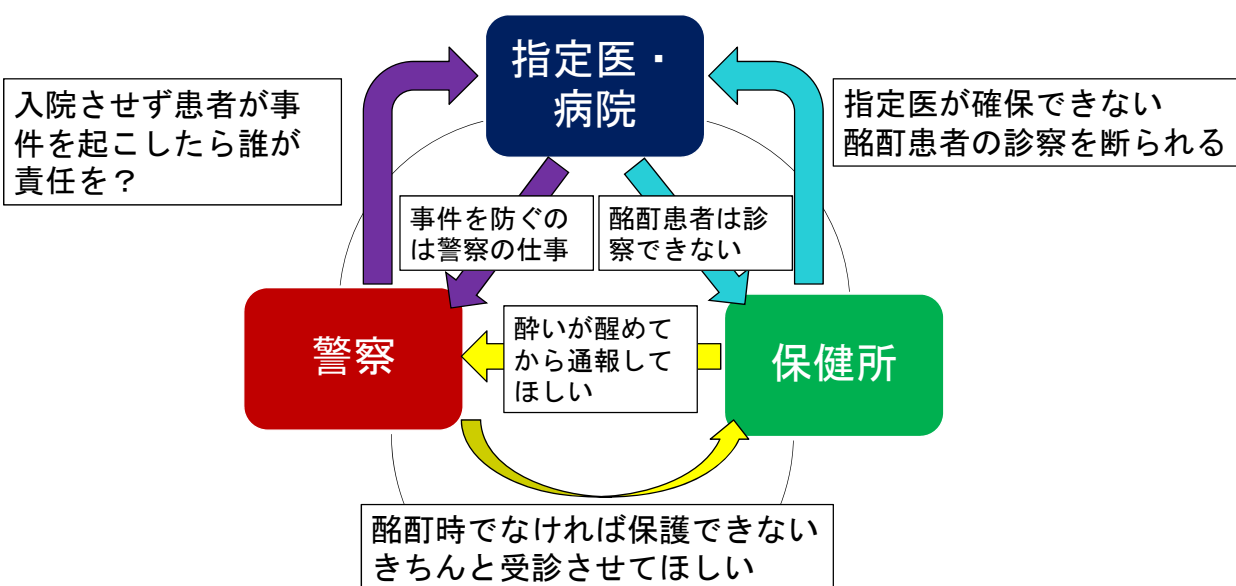 指定医・
病院
入院させず患者が事
件を起こしたら誰が
責任を？
指定医が確保できない
酩酊患者の診察を断られる
事件を防ぐの
は警察の仕事
酩酊患者は診
察できない
警察
酔いが醒めて
から通報して
ほしい
保健所
酩酊時でなければ保護できない
きちんと受診させてほしい